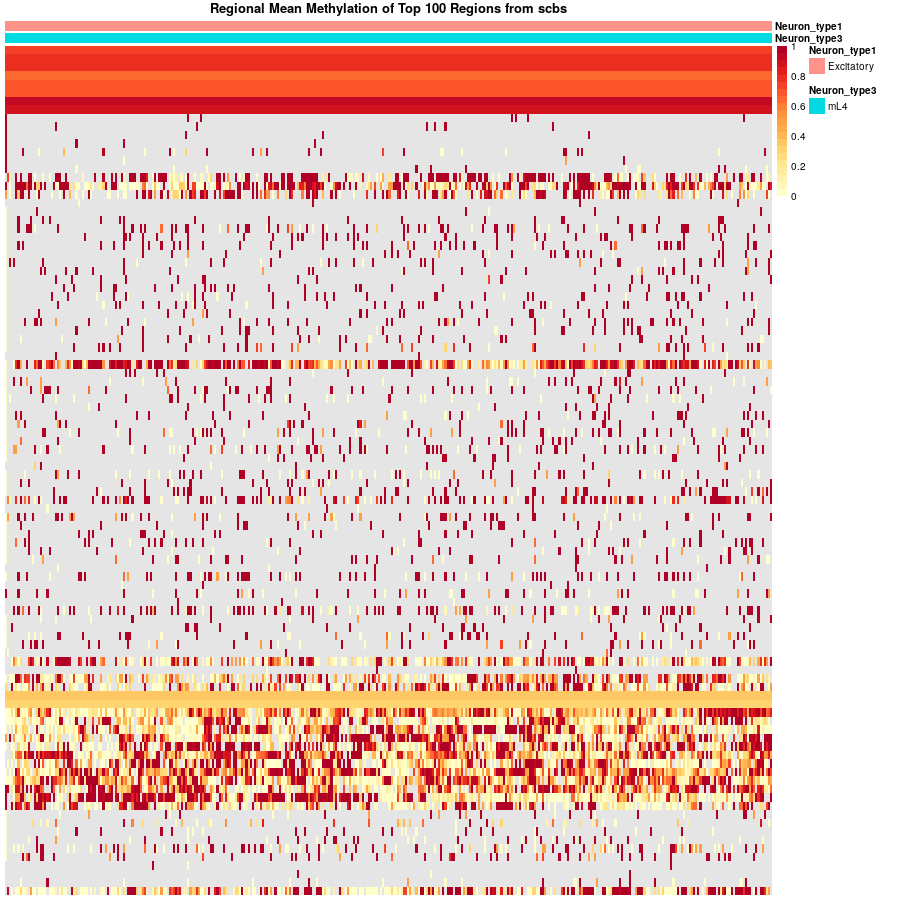 Regional Mean Methylation of Top 100 Regions from scbs
Neuron_type1
Neuron_type3
1
0.8
0.6
0.4
0.2
0
Neuron_type1
Excitatory
Neuron_type3
mL4